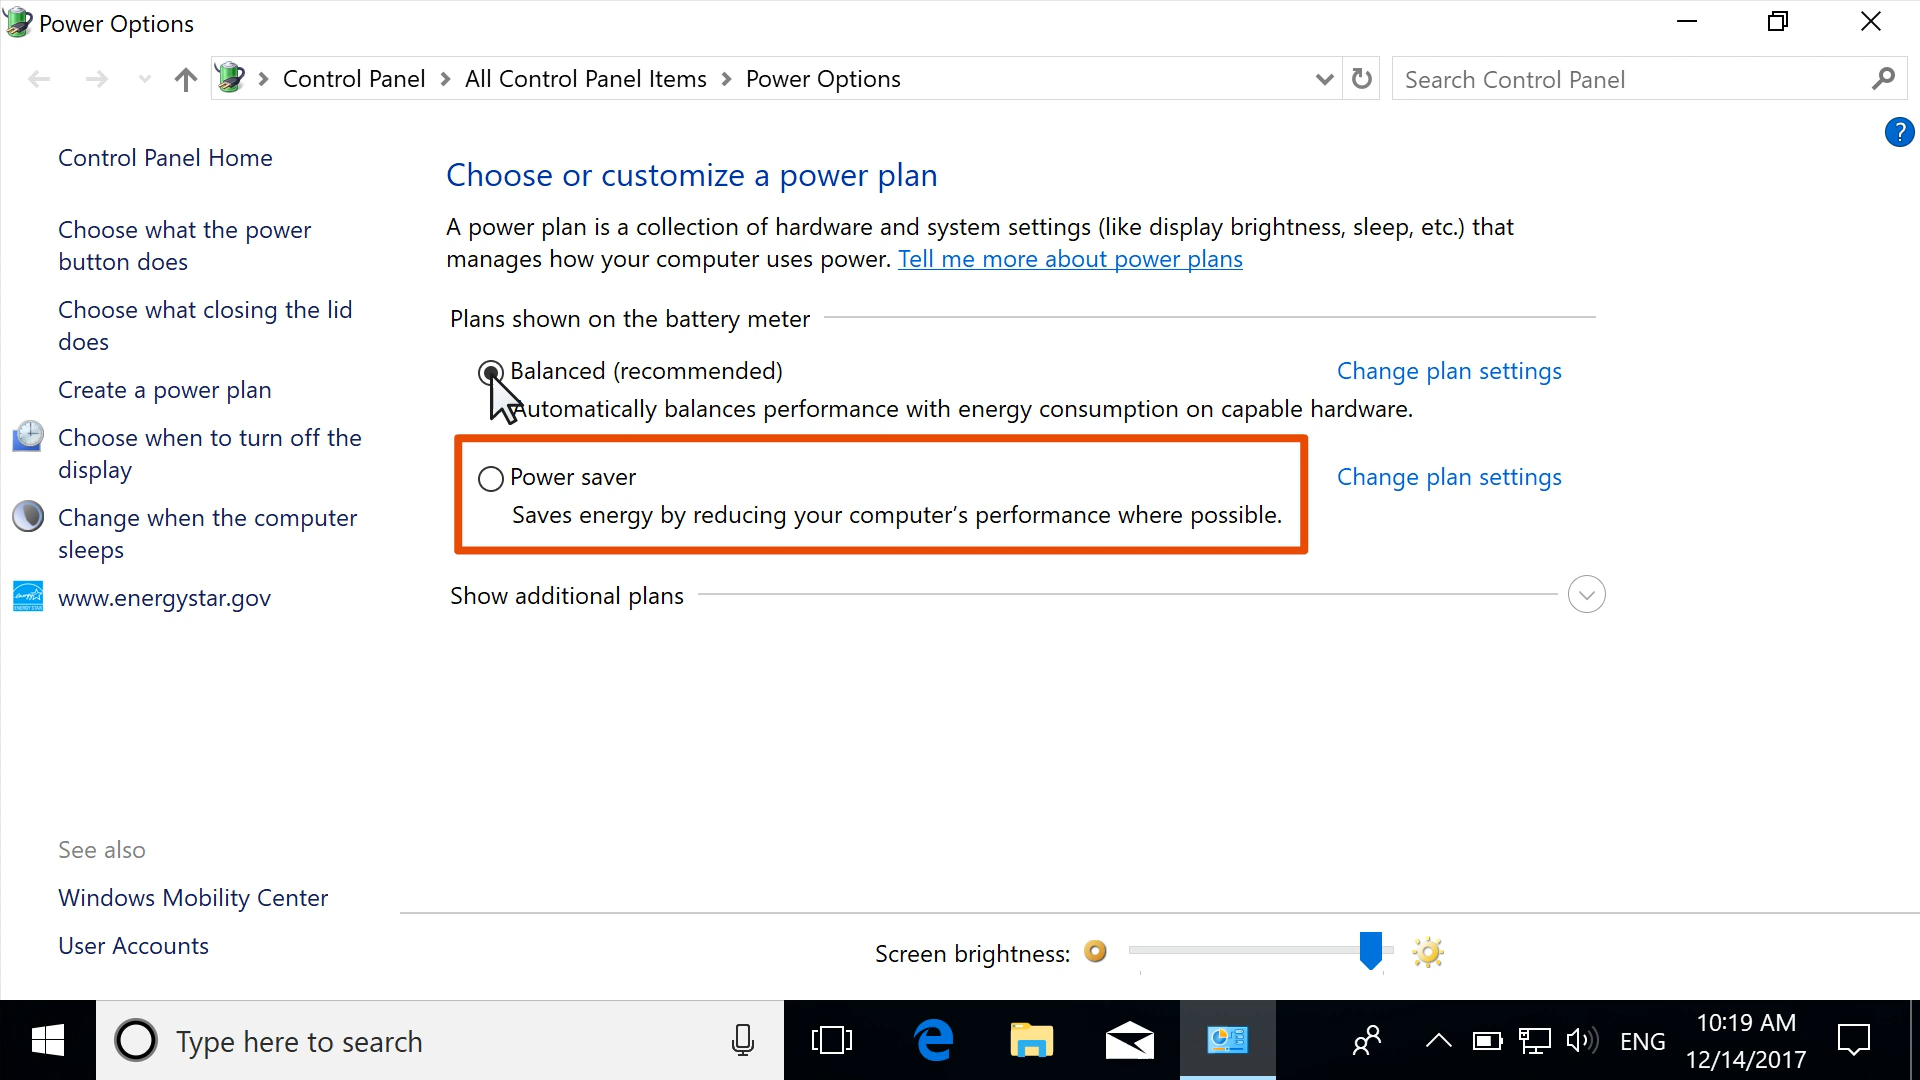 Power Options
Control Panel > All Control Panel Items > Power Options
Search Control Panel
?
Control Panel Home
Choose what the power
button does
Choose what closing the lid
does
Create a power plan
Choose when to turn off the
display
Change when the computer
sleeps
www.energystar.gov
Choose or customize a power plan
A power plan is a collection of hardware and system settings (like display brightness, sleep, etc.) that
manages how your computer uses power. Tell me more about power plans
Plans shown on the battery meter
Balanced (recommended)
Change plan settings
Automatically balances performance with energy consumption on capable hardware.
Power saver
Change plan settings
Saves energy by reducing your computer’s performance where possible.
Show additional plans
See also
Windows Mobility Center
User Accounts
Screen brightness:
Type here to search
ENG
10:19 AM
12/14/2017